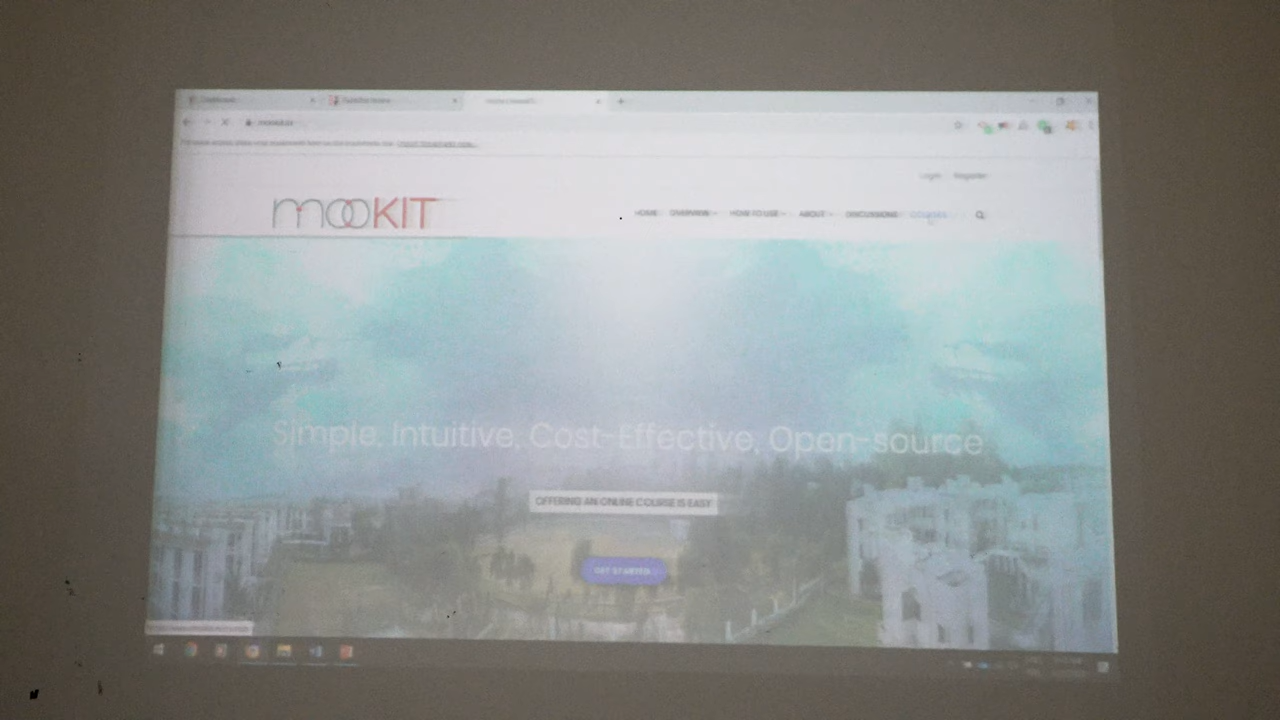 Login Register
mooKIT
HOME OVERVIEW HOW TO USE ABOUT DISCUSSIONS COURSES
Simple, Intuitive, Cost-Effective, Open-source
OFFERING AN ONLINE COURSE IS EASY
GET STARTED